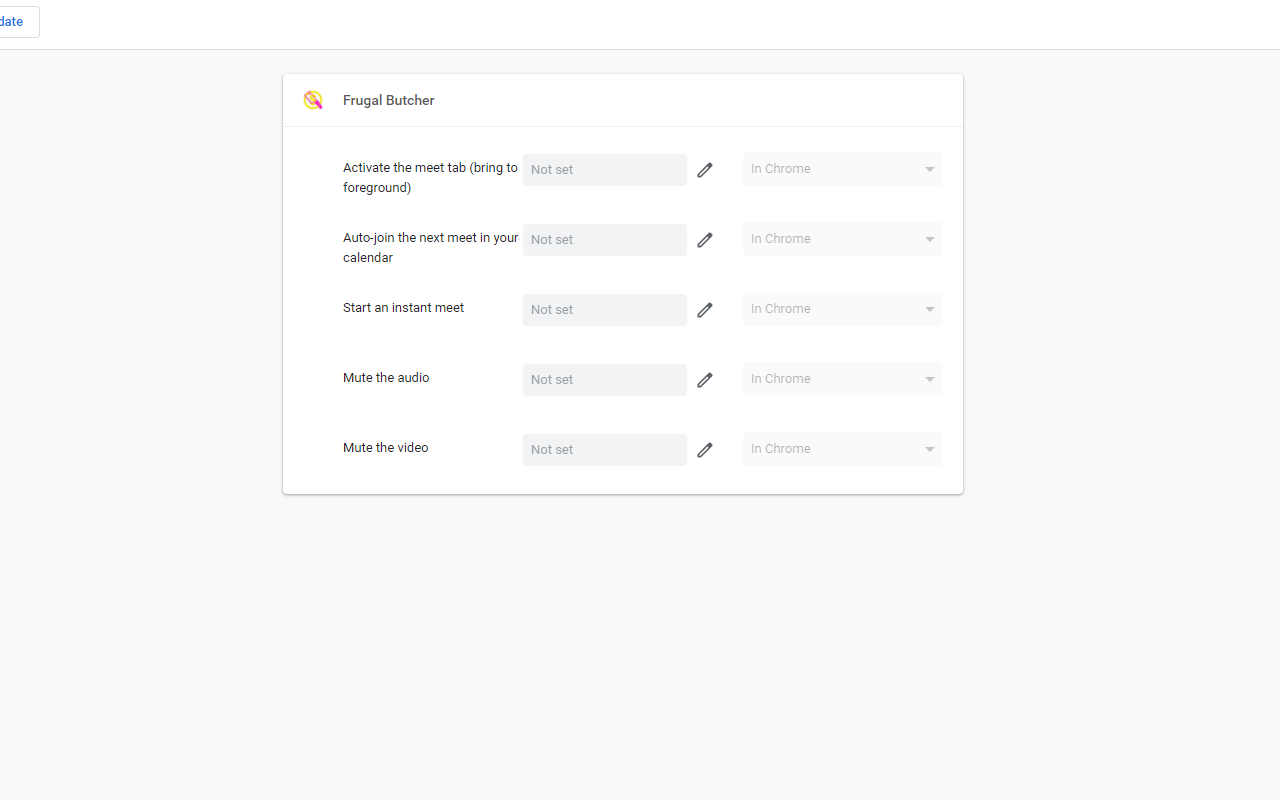 date
Frugal Butcher
Activate the meet tab (bring to foreground)
Not set
In Chrome
Auto-join the next meet in your calendar
Not set
In Chrome
Start an instant meet
Not set
In Chrome
Mute the audio
Not set
In Chrome
Mute the video
Not set
In Chrome